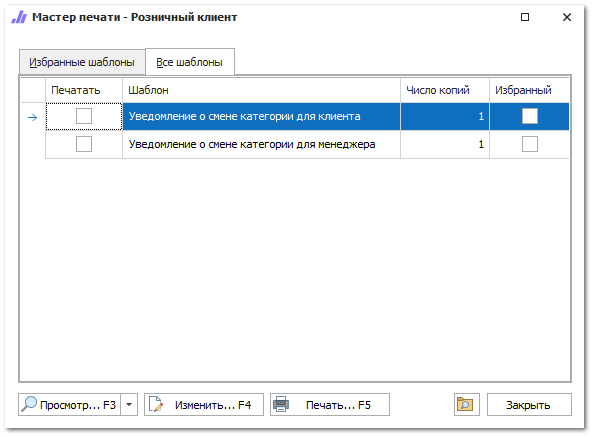 Мастер печати - Розничный клиент
Избранные шаблоны Все шаблоны
Печатать Шаблон Число копий Избранный
Уведомление о смене категории для клиента 1
Уведомление о смене категории для менеджера 1
Просмотр... F3 Изменить... F4 Печать... F5 Закрыть